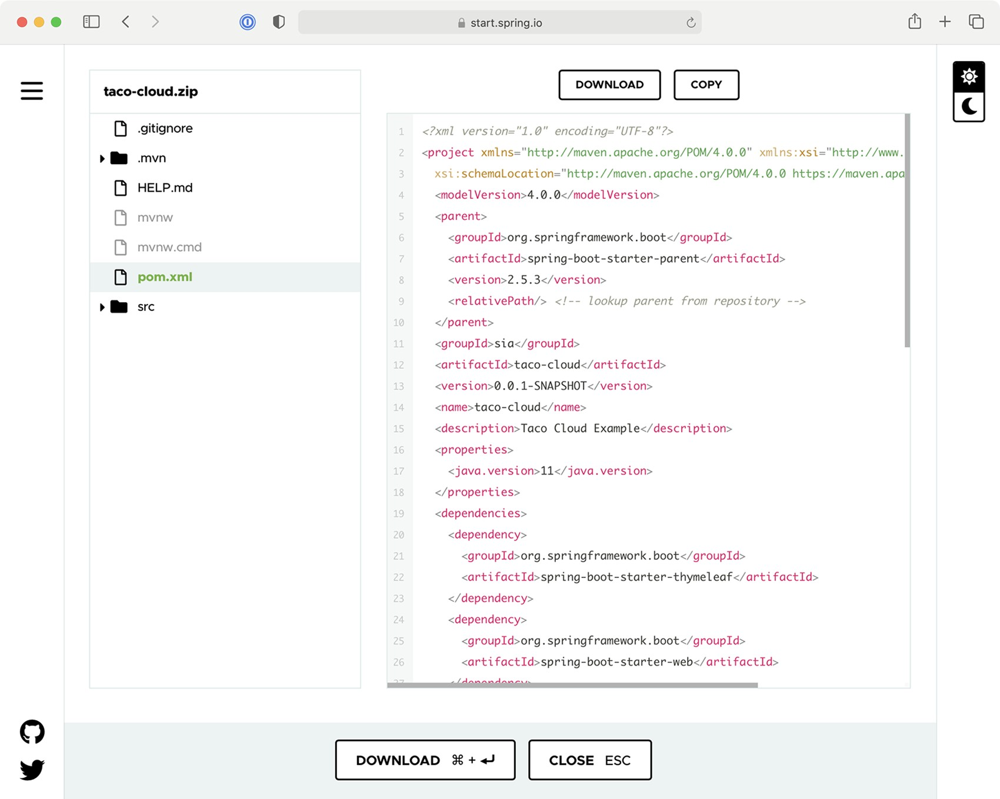 start.spring.io
taco-cloud.zip
.gitignore
.mvn
HELP.md
mvnw
mvnw.cmd
pom.xml
src
DOWNLOAD COPY
1 <?xml version="1.0" encoding="UTF-8"?>
2 <project xmlns="http://maven.apache.org/POM/4.0.0" xmlns:xsi="http://www.
3 xsi:schemaLocation="http://maven.apache.org/POM/4.0.0 https://maven.apa
4 <modelVersion>4.0.0</modelVersion>
5 <parent>
6 <groupId>org.springframework.boot</groupId>
7 <artifactId>spring-boot-starter-parent</artifactId>
8 <version>2.5.3</version>
9 <relativePath/> <!-- lookup parent from repository -->
10 </parent>
11 <groupId>sia</groupId>
12 <artifactId>taco-cloud</artifactId>
13 <version>0.0.1-SNAPSHOT</version>
14 <name>taco-cloud</name>
15 <description>Taco Cloud Example</description>
16 <properties>
17 <java.version>11</java.version>
18 </properties>
19 <dependencies>
20 <dependency>
21 <groupId>org.springframework.boot</groupId>
22 <artifactId>spring-boot-starter-thymeleaf</artifactId>
23 </dependency>
24 <dependency>
25 <groupId>org.springframework.boot</groupId>
26 <artifactId>spring-boot-starter-web</artifactId>
27 </dependency>
DOWNLOAD ⌘ + ↵ CLOSE ESC